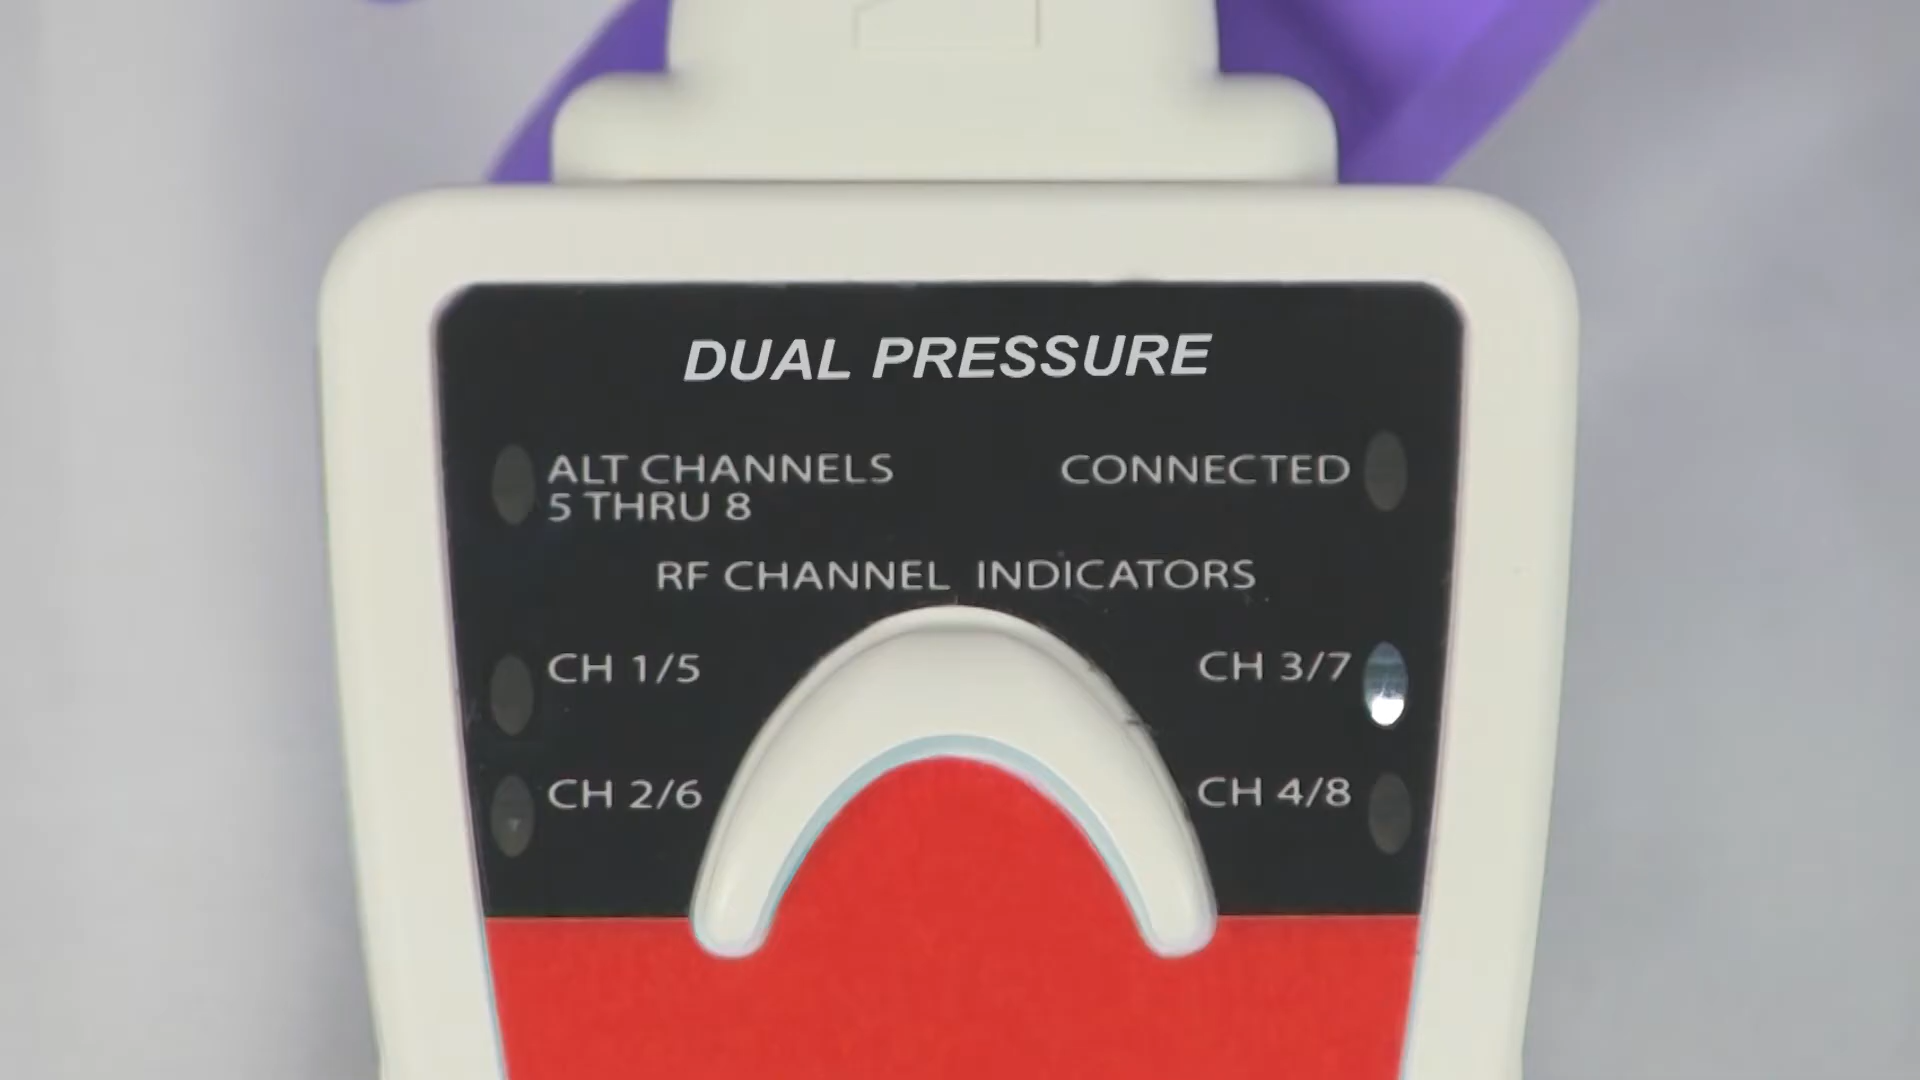 DUAL PRESSURE
ALT CHANNELS
5 THRU 8
CONNECTED
RF CHANNEL INDICATORS
CH 1/5
CH 3/7
CH 2/6
CH 4/8